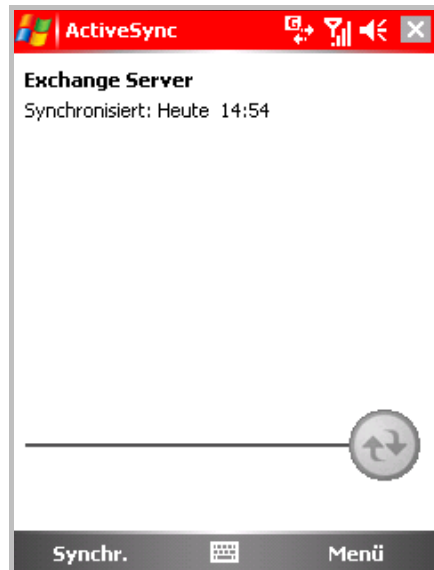 ActiveSync
G
Exchange Server
Synchronisiert: Heute 14:54
Synchr.
Menü